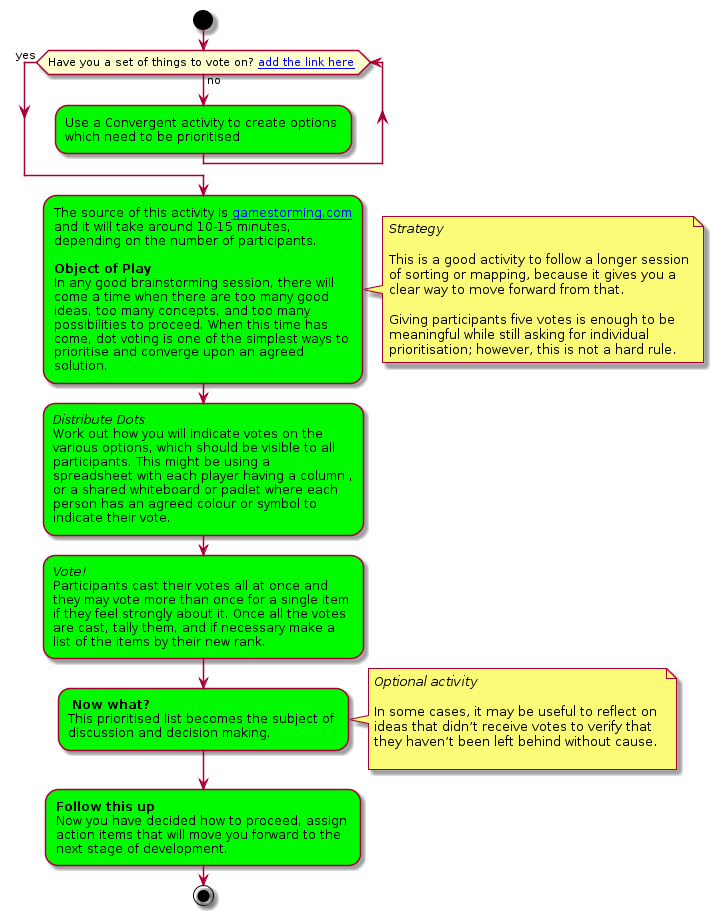 yes
Have you a set of things to vote on? add the link here
no
Use a Convergent activity to create options
which need to be prioritised
The source of this activity is gamestorming.com
and it will take around 10-15 minutes,
depending on the number of participants.
Object of Play
In any good brainstorming session, there will
come a time when there are too many good
ideas, too many concepts, and too many
possibilities to proceed. When this time has
come, dot voting is one of the simplest ways to
prioritise and converge upon an agreed
solution.
Strategy
This is a good activity to follow a longer session
of sorting or mapping, because it gives you a
clear way to move forward from that.
Giving participants five votes is enough to be
meaningful while still asking for individual
prioritisation; however, this is not a hard rule.
Distribute Dots
Work out how you will indicate votes on the
various options, which should be visible to all
participants. This might be using a
spreadsheet with each player having a column ,
or a shared whiteboard or padlet where each
person has an agreed colour or symbol to
indicate their vote.
Vote!
Participants cast their votes all at once and
they may vote more than once for a single item
if they feel strongly about it. Once all the votes
are cast, tally them, and if necessary make a
list of the items by their new rank.
Now what?
This prioritised list becomes the subject of
discussion and decision making.
Optional activity
In some cases, it may be useful to reflect on
ideas that didn’t receive votes to verify that
they haven’t been left behind without cause.
Follow this up
Now you have decided how to proceed, assign
action items that will move you forward to the
next stage of development.